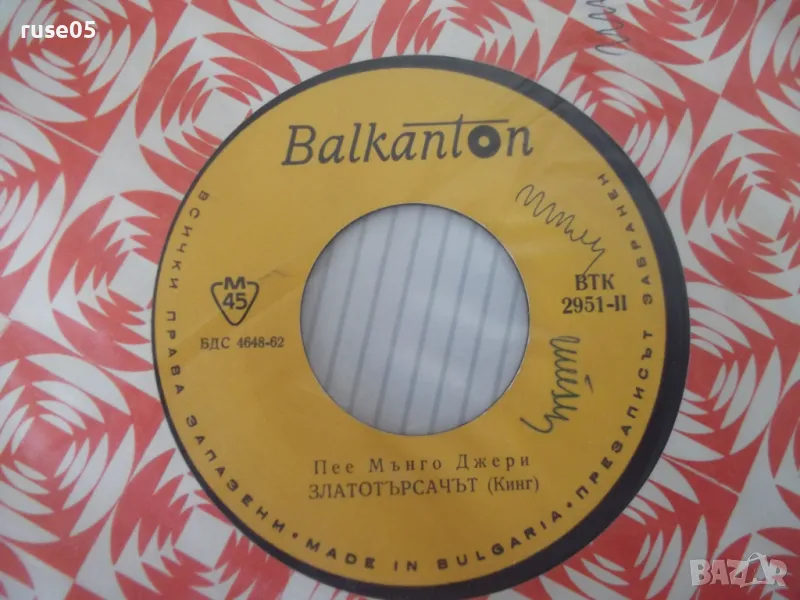 ruse05
Balkanton
ВСИЧКИ ПРАВА ЗАПАЗЕНИ • MADE IN BULGARIA • ПРЕЗАПИСЪТ ЗАБРАНЕН
М
45
БДС 4648-62
ВТК
2951-II
Пее Мънго Джери
ЗЛАТОТЪРСАЧЪТ (Кинг)
BAZAR